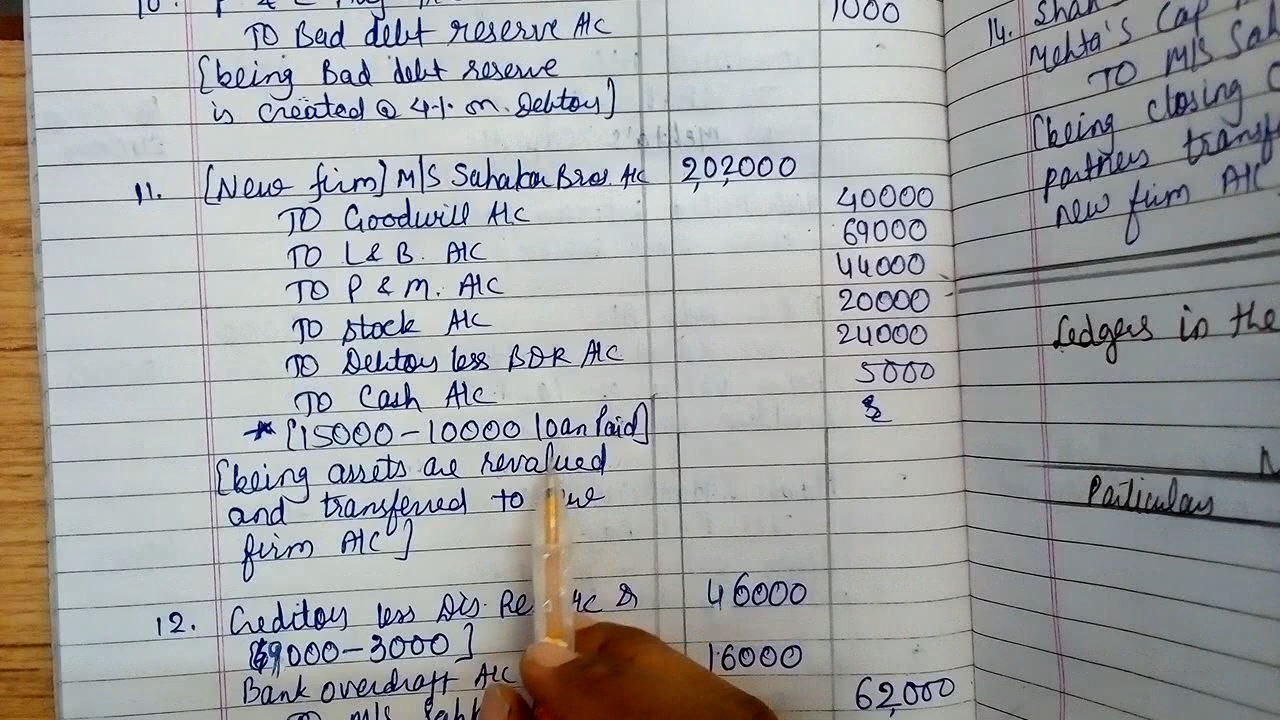 1000
TO Bad debt reserve A/c
[being Bad debt reserve
is created @ 4% on Debtors]
11. [New firm] M/S Sahakar Bros. A/c 2,02,000
TO Goodwill A/c 40000
TO L & B. A/c 69000
TO P & M. A/c 44000
TO Stock A/c 20000
TO Debtors less BDR A/c 24000
TO Cash A/c 5000
* [15000 - 10000 loan Paid]
[being assets are revalued
and transferred to
firm A/c]
12. Creditors less Dis. 46000
- 3000]
Bank overdraft A/c 16000
TO M/s 62,000
14. Shah
Mehta's Cap
TO M/S Sah
[being closing
partners transf
new firm A/c
Ledgers in the
Particulars